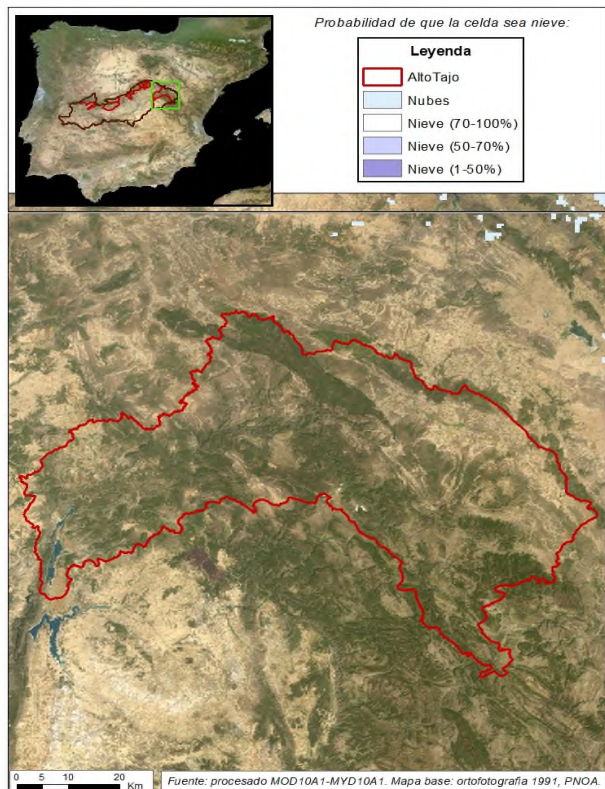 Probabilidad de que la celda sea nieve:
Leyenda
AltoTajo
Nubes
Nieve (70-100%)
Nieve (50-70%)
Nieve (1-50%)
0 5 10 20
Km
Fuente: procesado MOD10A1-MYD10A1. Mapa base: ortofotografía 1991, PNOA.